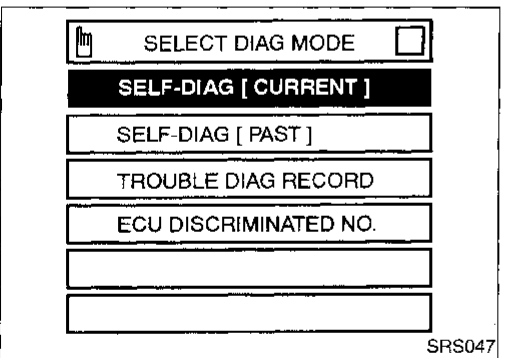 SELECT DIAG MODE
SELF-DIAG [ CURRENT ]
SELF-DIAG [ PAST ]
TROUBLE DIAG RECORD
ECU DISCRIMINATED NO.
SRS047